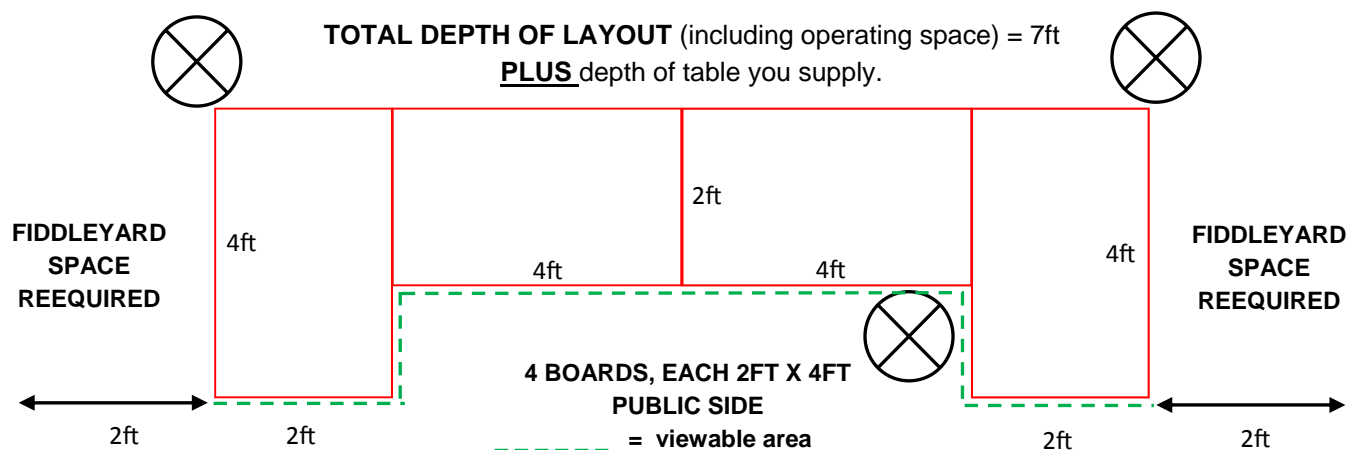 TOTAL DEPTH OF LAYOUT (including operating space) = 7ft
PLUS depth of table you supply.
2ft
FIDDLEYARD
SPACE
REEQUIRED
4ft
4ft
4ft
4ft
FIDDLEYARD
SPACE
REEQUIRED
4 BOARDS, EACH 2FT X 4FT
PUBLIC SIDE
= viewable area
2ft
2ft
2ft
2ft